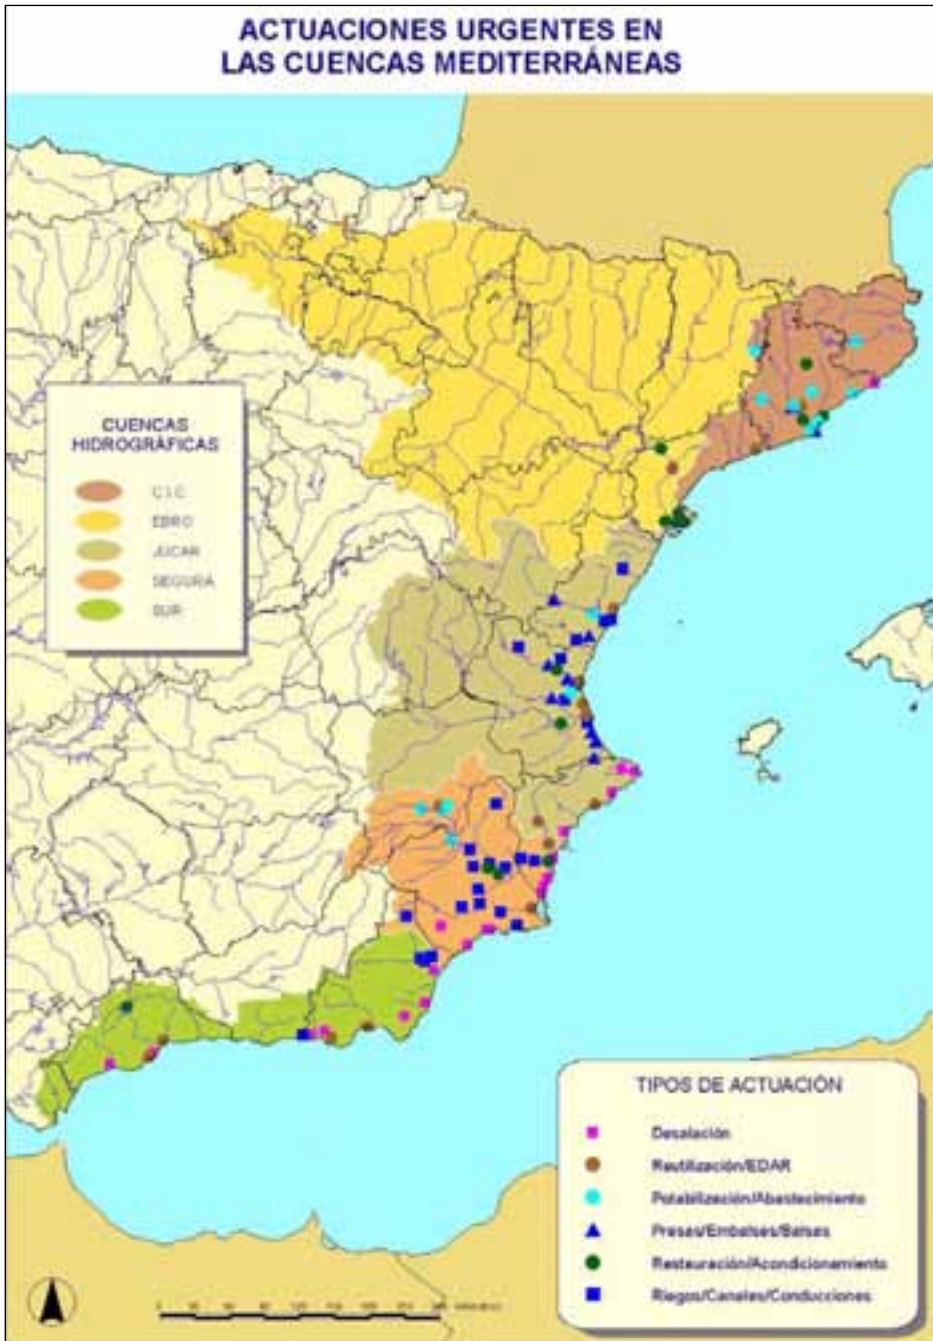 ACTUACIONES URGENTES EN
LAS CUENCAS MEDITERRÁNEAS
CUENCAS
HIDROGRÁFICAS
C I C
EBRO
JUCAR
SEGURA
SUR
TIPOS DE ACTUACIÓN
Desalación
Reutilización/EDAR
Potabilización/Abastecimiento
Presas/Embalses/Balsas
Restauración/Acondicionamiento
Riegos/Canales/Conducciones